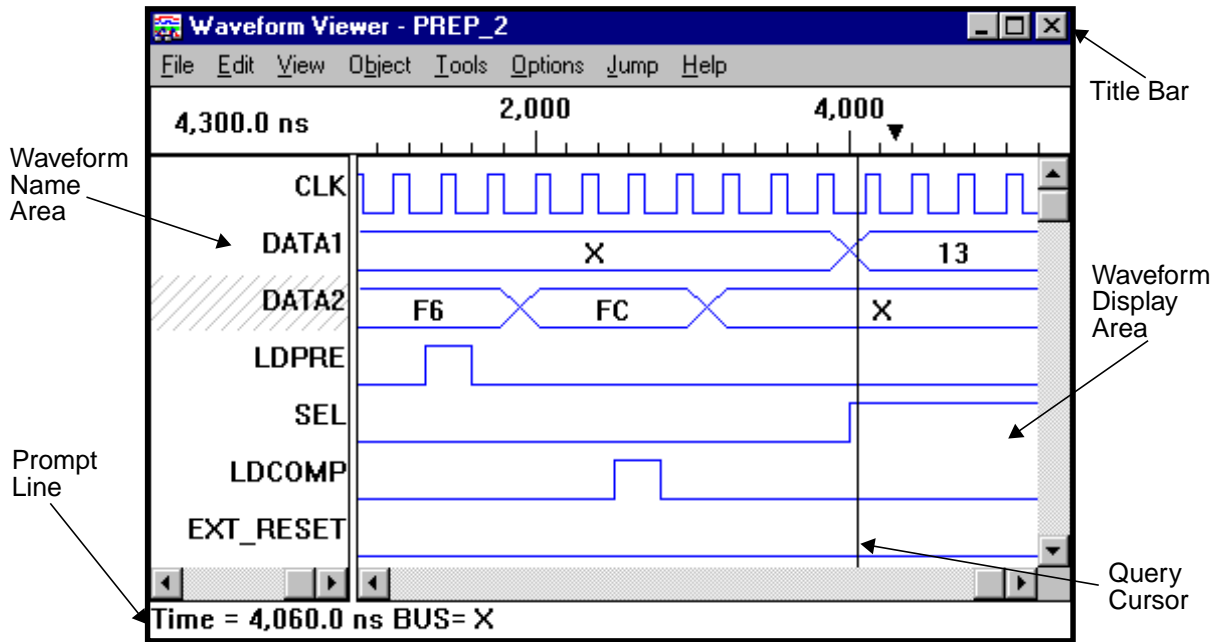 Waveform Viewer - PREP_2
File Edit View Object Tools Options Jump Help
Title Bar
4,300.0 ns
2,000
4,000
Waveform
Name
Area
CLK
DATA1
X
13
DATA2
F6
FC
X
Waveform
Display
Area
LDPRE
SEL
Prompt
Line
LDCOMP
EXT_RESET
Query
Cursor
Time = 4,060.0 ns BUS= X